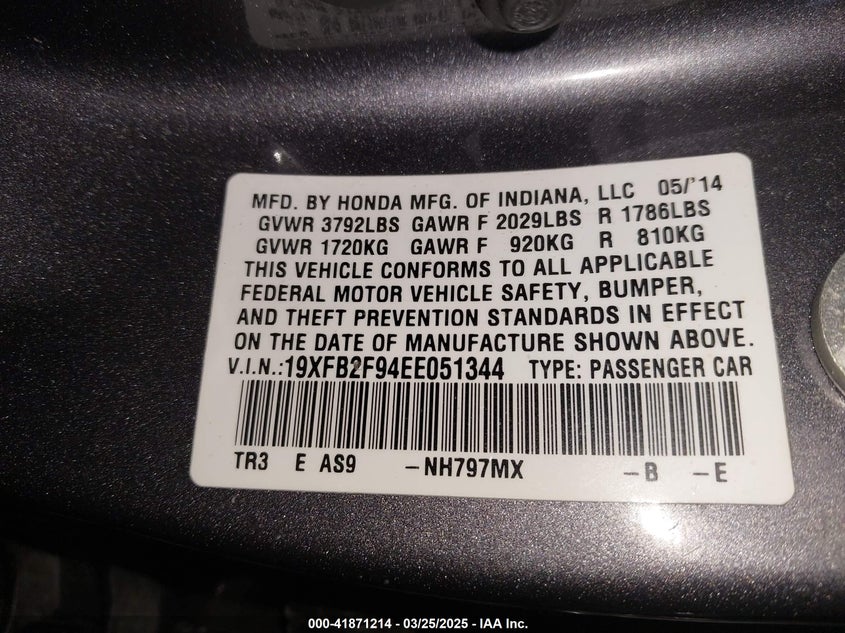 MFD. BY HONDA MFG. OF INDIANA, LLC 05/'14
GVWR 3792LBS GAWR F 2029LBS R 1786LBS
GVWR 1720KG GAWR F 920KG R 810KG
THIS VEHICLE CONFORMS TO ALL APPLICABLE
FEDERAL MOTOR VEHICLE SAFETY, BUMPER,
AND THEFT PREVENTION STANDARDS IN EFFECT
ON THE DATE OF MANUFACTURE SHOWN ABOVE.
V.I.N.:19XFB2F94EE051344 TYPE: PASSENGER CAR
TR3 E AS9 -NH797MX -B -E
000-41871214 - 03/25/2025 - IAA Inc.